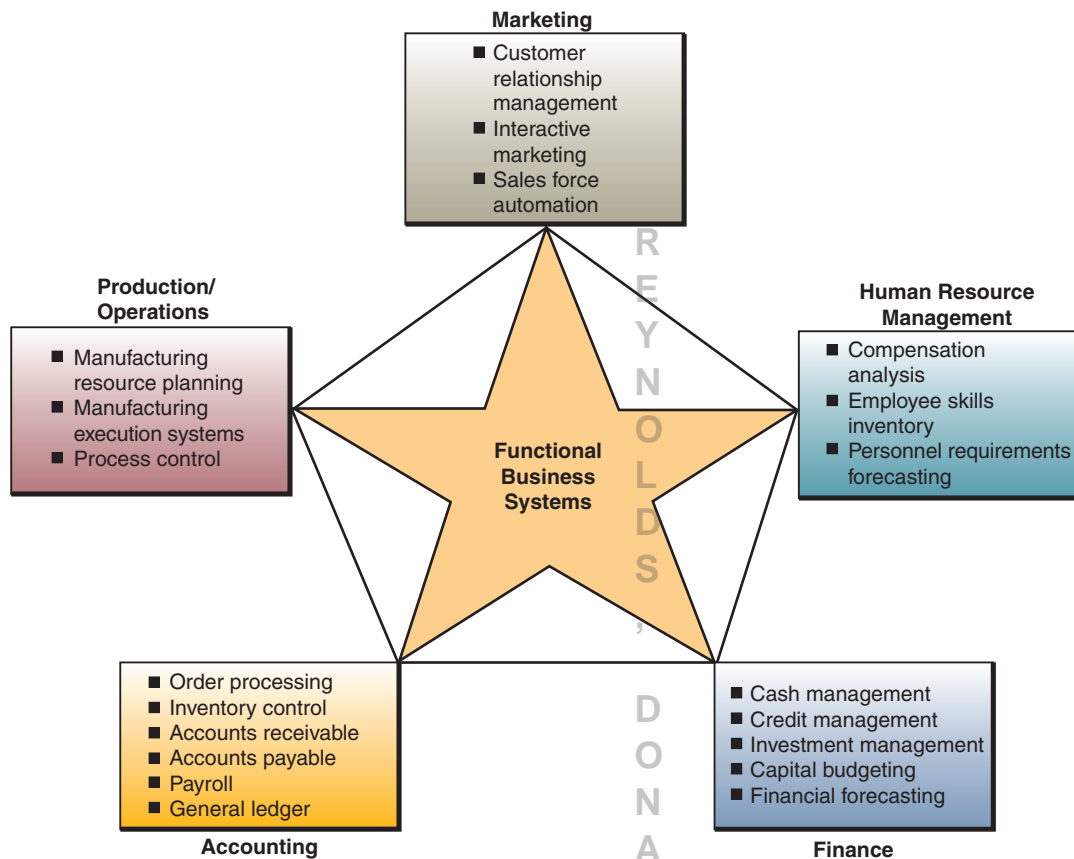 Marketing
■ Customer
relationship
management
■ Interactive
marketing
■ Sales force
automation
Production/
Operations
■ Manufacturing
resource planning
■ Manufacturing
execution systems
■ Process control
Human Resource
Management
■ Compensation
analysis
■ Employee skills
inventory
■ Personnel requirements
forecasting
Functional
Business
Systems
■ Order processing
■ Inventory control
■ Accounts receivable
■ Accounts payable
■ Payroll
■ General ledger
Accounting
■ Cash management
■ Credit management
■ Investment management
■ Capital budgeting
■ Financial forecasting
Finance
R
E
Y
N
O
L
D
S
,
D
O
N
A